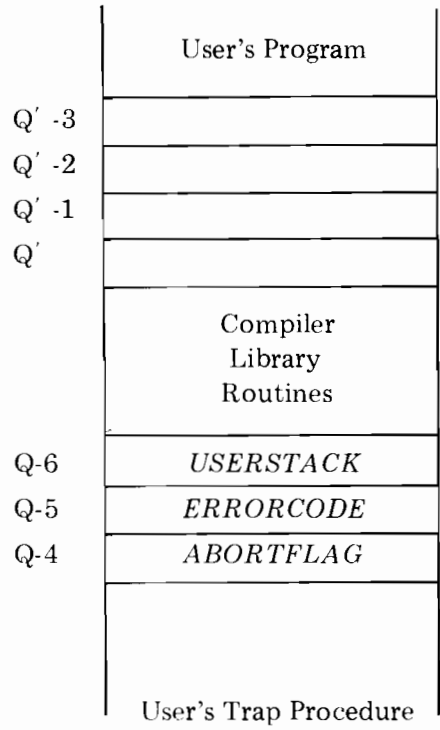 User's Program
Q′ -3
Q′ -2
Q′ -1
Q′
Compiler
Library
Routines
Q-6 USERSTACK
Q-5 ERRORCODE
Q-4 ABORTFLAG
User's Trap Procedure